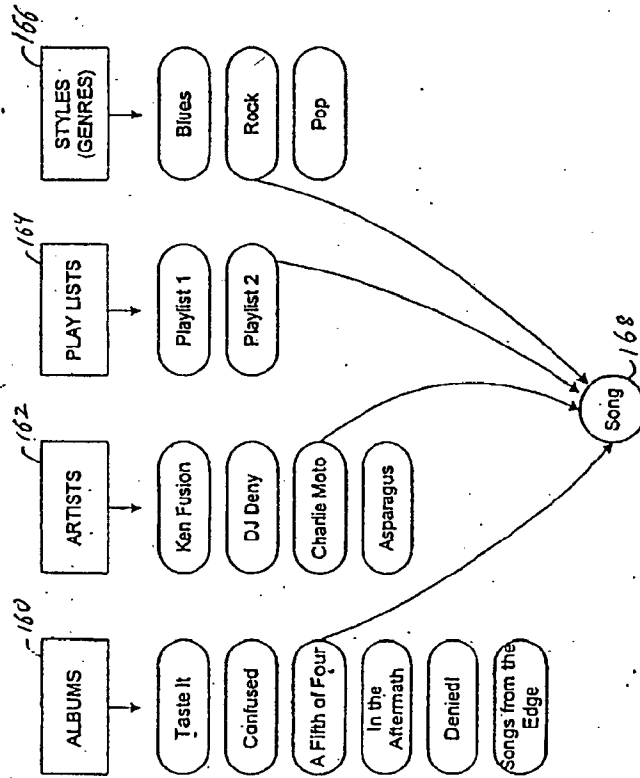 160
ALBUMS
Taste It
Confused
A Fifth of Four
In the
Aftermath
Denied!
Songs from the
Edge
162
ARTISTS
Ken Fusion
DJ Deny
Charlie Moto
Asparagus
164
PLAY LISTS
Playlist 1
Playlist 2
166
STYLES
(GENRES)
Blues
Rock
Pop
Song
168